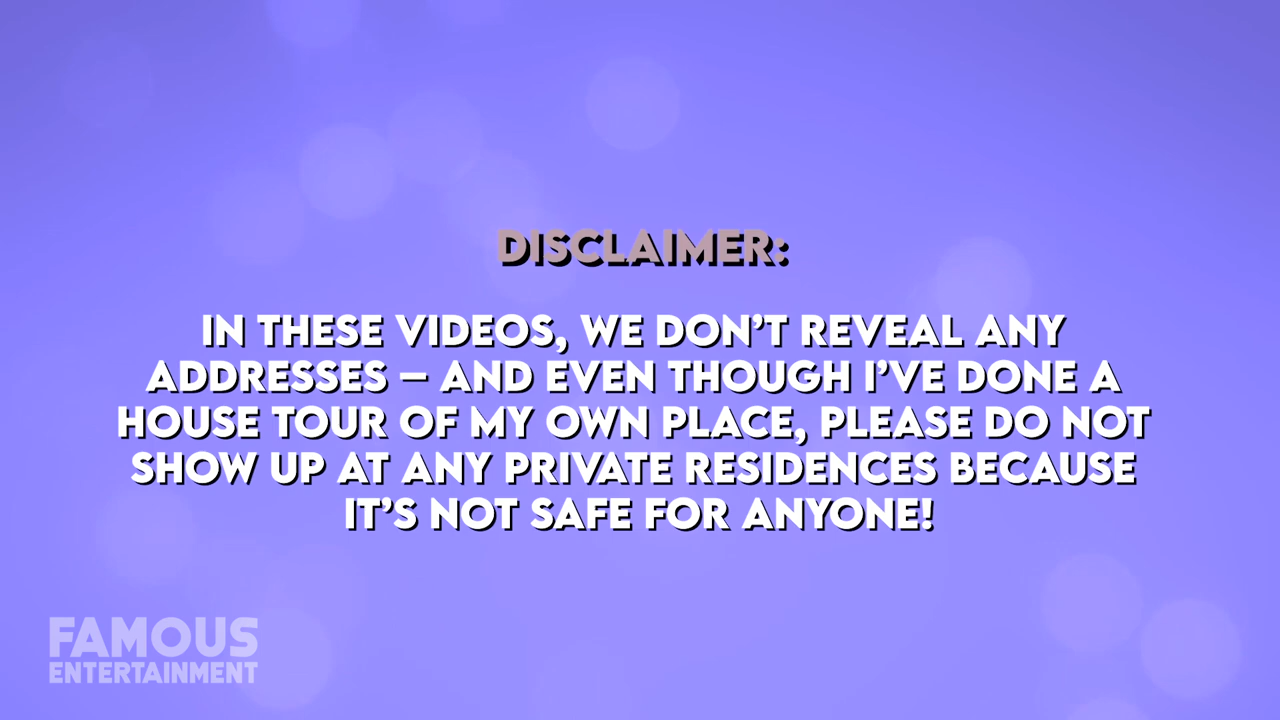 DISCLAIMER:
IN THESE VIDEOS, WE DON'T REVEAL ANY
ADDRESSES – AND EVEN THOUGH I'VE DONE A
HOUSE TOUR OF MY OWN PLACE, PLEASE DO NOT
SHOW UP AT ANY PRIVATE RESIDENCES BECAUSE
IT'S NOT SAFE FOR ANYONE!
FAMOUS
ENTERTAINMENT